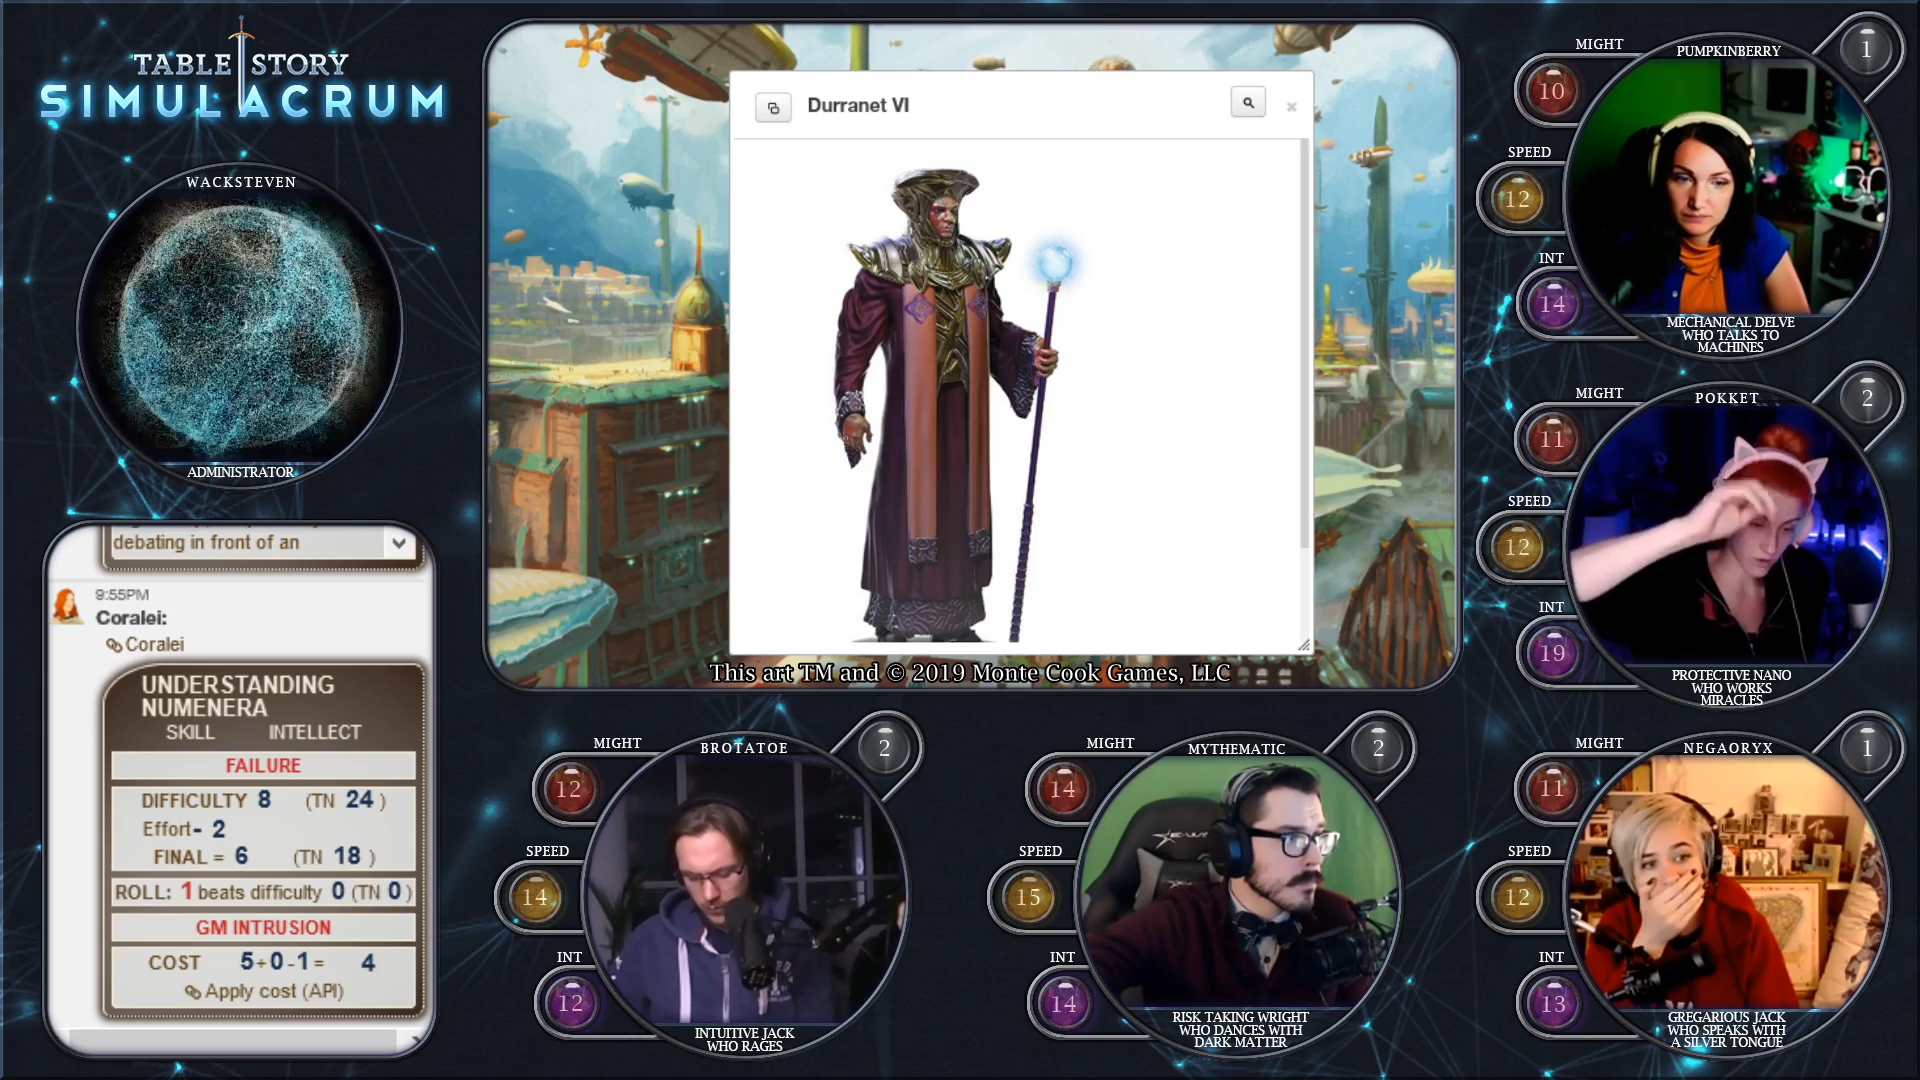 TABLE STORY
SIMULACRUM
WACKSTEVEN
ADMINISTRATOR
debating in front of an
9:55PM
Coralei:
Coralei
UNDERSTANDING
NUMENERA
SKILL INTELLECT
FAILURE
DIFFICULTY 8 (TN 24 )
Effort- 2
FINAL = 6 (TN 18 )
ROLL: 1 beats difficulty 0 (TN 0 )
GM INTRUSION
COST 5+0-1= 4
Apply cost (API)
Durranet VI
This art TM and © 2019 Monte Cook Games, LLC
PUMPKINBERRY
1
MIGHT
10
SPEED
12
INT
14
MECHANICAL DELVE
WHO TALKS TO
MACHINES
POKKET
2
MIGHT
11
SPEED
12
INT
19
PROTECTIVE NANO
WHO WORKS
MIRACLES
BROTATOE
2
MIGHT
12
SPEED
14
INT
12
INTUITIVE JACK
WHO RAGES
MYTHEMATIC
2
MIGHT
14
SPEED
15
INT
14
RISK TAKING WRIGHT
WHO DANCES WITH
DARK MATTER
NEGAORYX
1
MIGHT
11
SPEED
12
INT
13
GREGARIOUS JACK
WHO SPEAKS WITH
A SILVER TONGUE